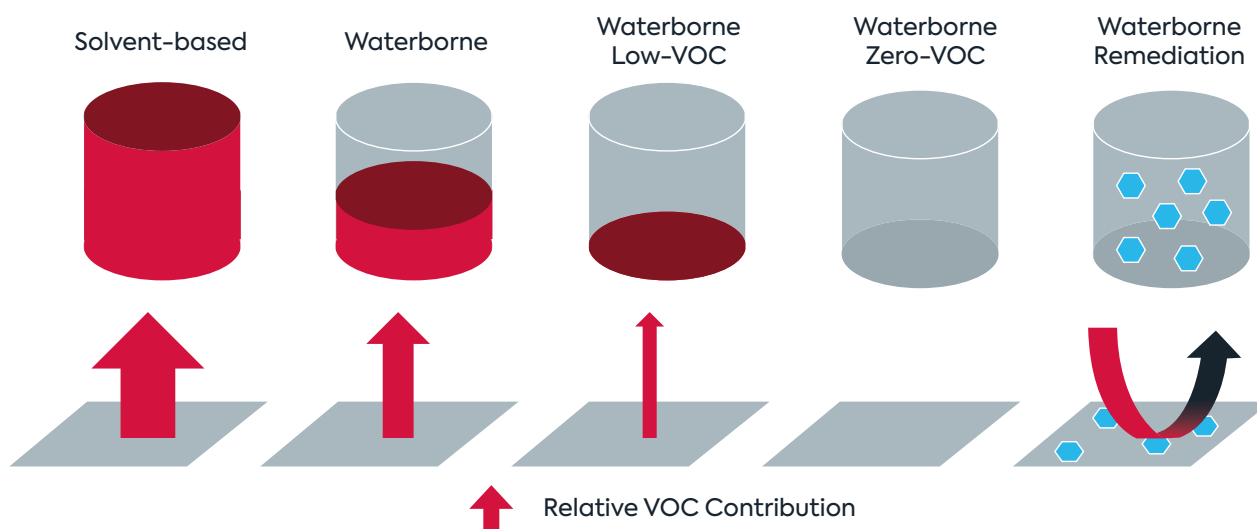 Solvent-based
Waterborne
Waterborne
Low-VOC
Waterborne
Zero-VOC
Waterborne
Remediation
Relative VOC Contribution